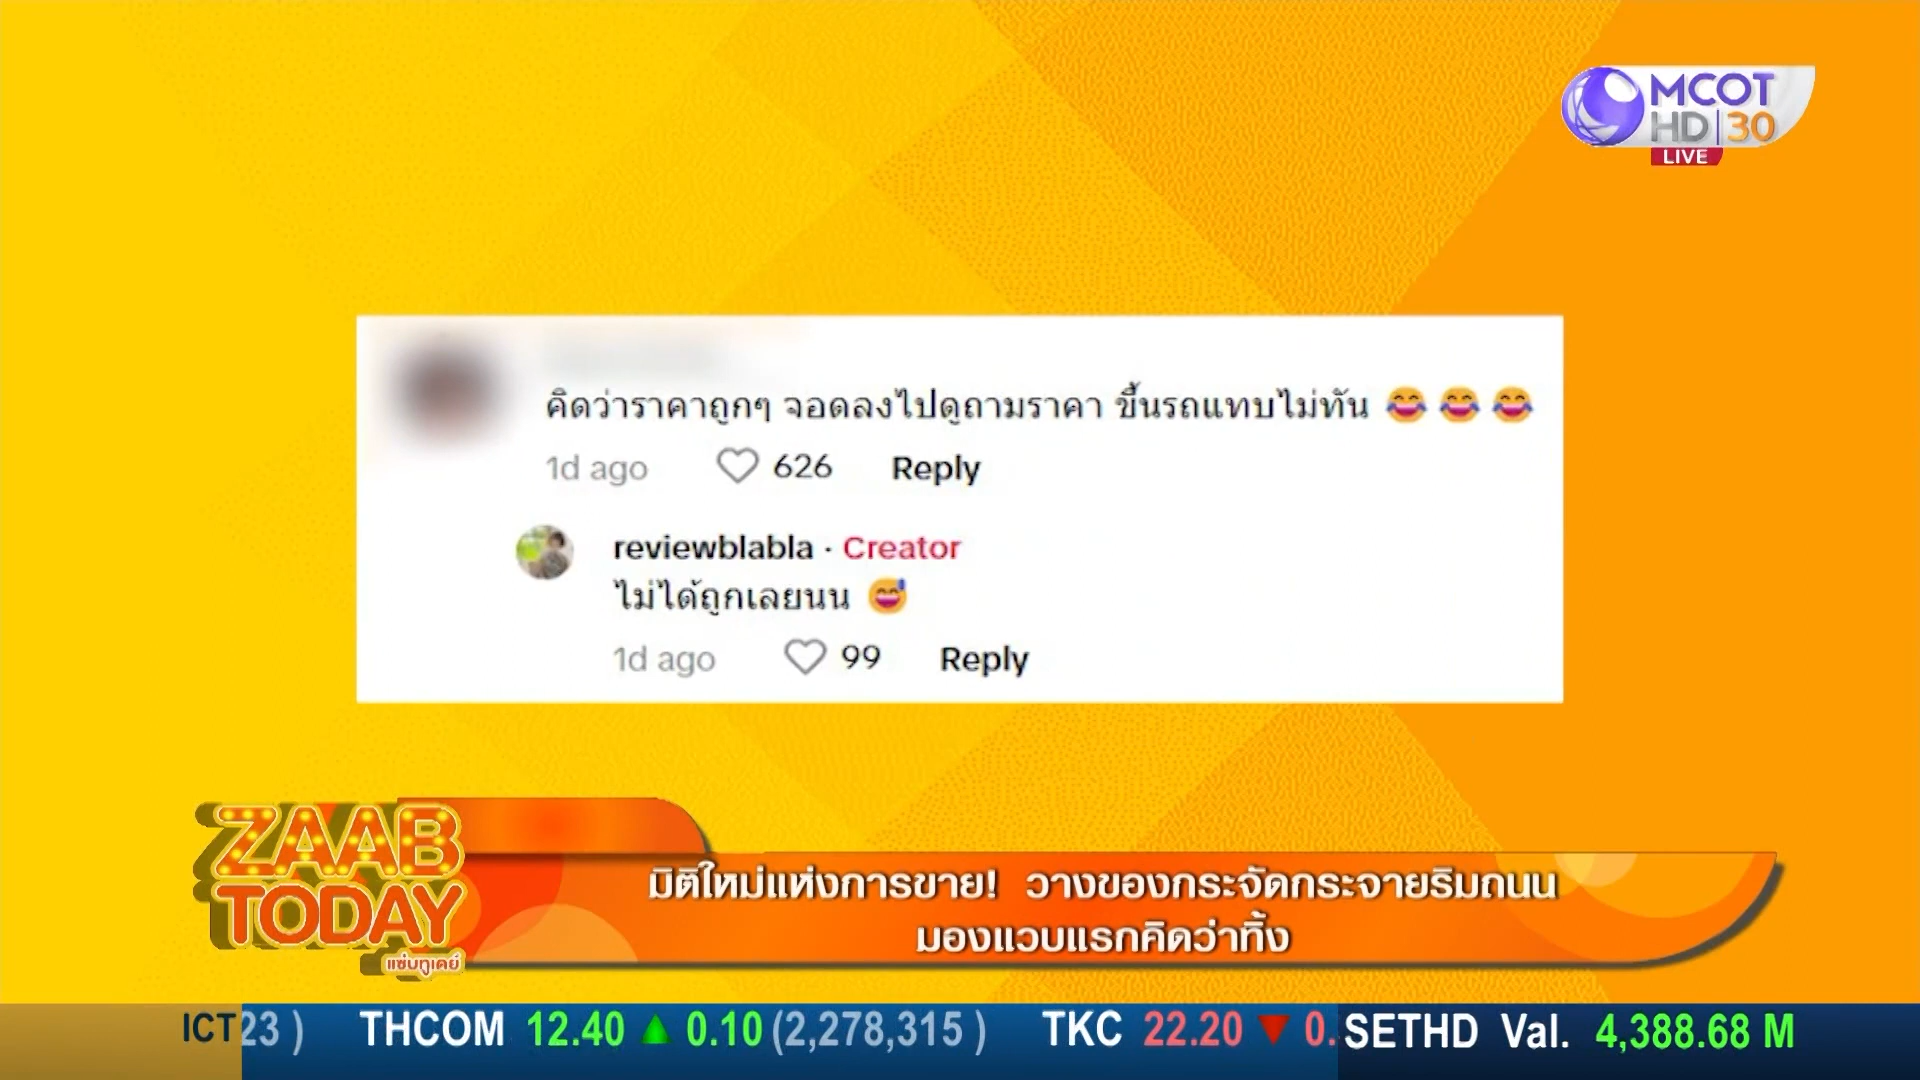 MCOT
HD 30
LIVE
คิดว่าราคาถูกๆ จอดลงไปดูถามราคา ขึ้นรถแทบไม่ทัน 😂 😂 😂
1d ago 626 Reply
reviewblabla · Creator
ไม่ได้ถูกเลยนน 😅
1d ago 99 Reply
ZAAB
TODAY
แซ่บทูเดย์
มิติใหม่แห่งการขาย! วางของกระจัดกระจายริมถนน
มองแวบแรกคิดว่าทิ้ง
ICT 23 ) THCOM 12.40 ▲ 0.10 (2,278,315 ) TKC 22.20 ▼ 0. SETHD Val. 4,388.68 M